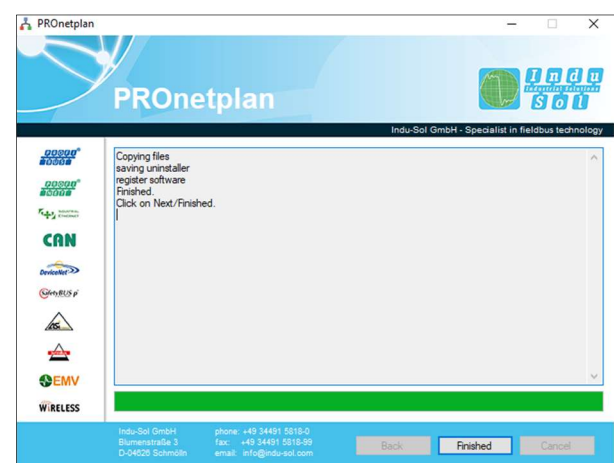 PROnetplan
PROnetplan
Indu
Industrial Solutions
Sol
Indu-Sol GmbH - Specialist in fieldbus technology
Copying files
saving uninstaller
register software
Finished.
Click on Next/Finished.
CAN
DeviceNet
SafetyBUS p
EMV
WiRELESS
Indu-Sol GmbH
Blumenstraße 3
D-04626 Schmölln
phone: +49 34491 5818-0
fax: +49 34491 5818-99
email: info@indu-sol.com
Back
Finished
Cancel